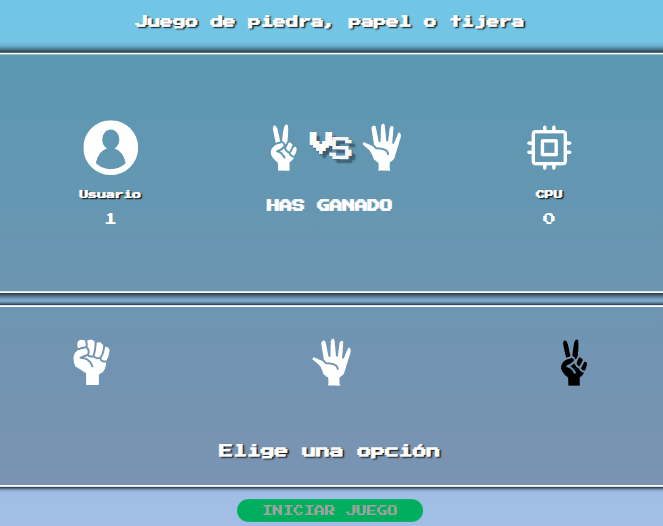 Juego de piedra, papel o tijera
VS
Usuario
CPU
1
HAS GANADO
0
Elige una opción
INICIAR JUEGO